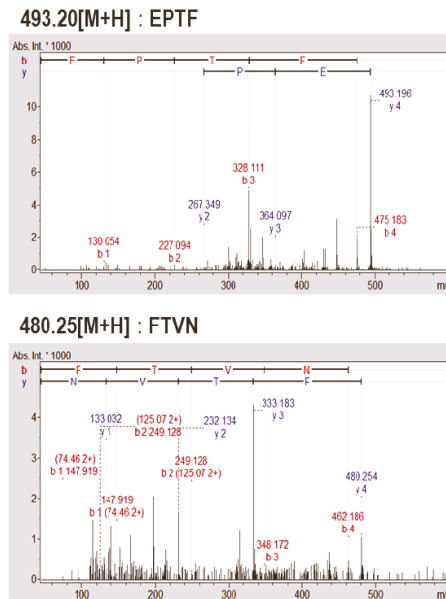 493.20[M+H] : EPTF
Abs. Int. * 1000
b F P T F
y P E
10
8
6
4
2
0
493.196
y 4
328.111
b 3
267.349
y 2
364.097
y 3
475.183
b 4
130.054
b 1
227.094
b 2
100 200 300 400 500 m
480.25[M+H] : FTVN
Abs. Int. * 1000
b F T V N
y N V T F
4
3
2
1
0
133.032
y 1
(125.07 2+)
b 2 249.128
232.134
y 2
333.183
y 3
(74.46 2+)
b 1 147.919
249.128
b 2 (125.07 2+)
480.254
y 4
147.919
b 1 (74.46 2+)
462.186
b 4
348.172
b 3
100 200 300 400 500 m